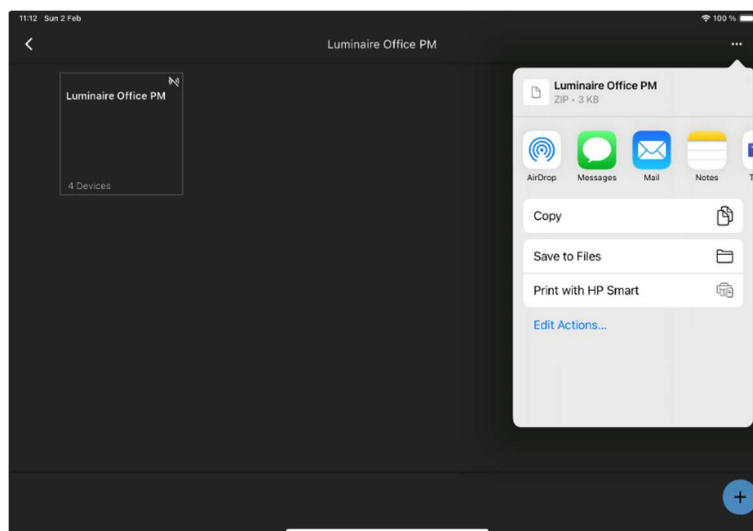 11:12 Sun 2 Feb
100 %
Luminaire Office PM
Luminaire Office PM
4 Devices
Luminaire Office PM
ZIP · 3 KB
AirDrop
Messages
Mail
Notes
Copy
Save to Files
Print with HP Smart
Edit Actions...